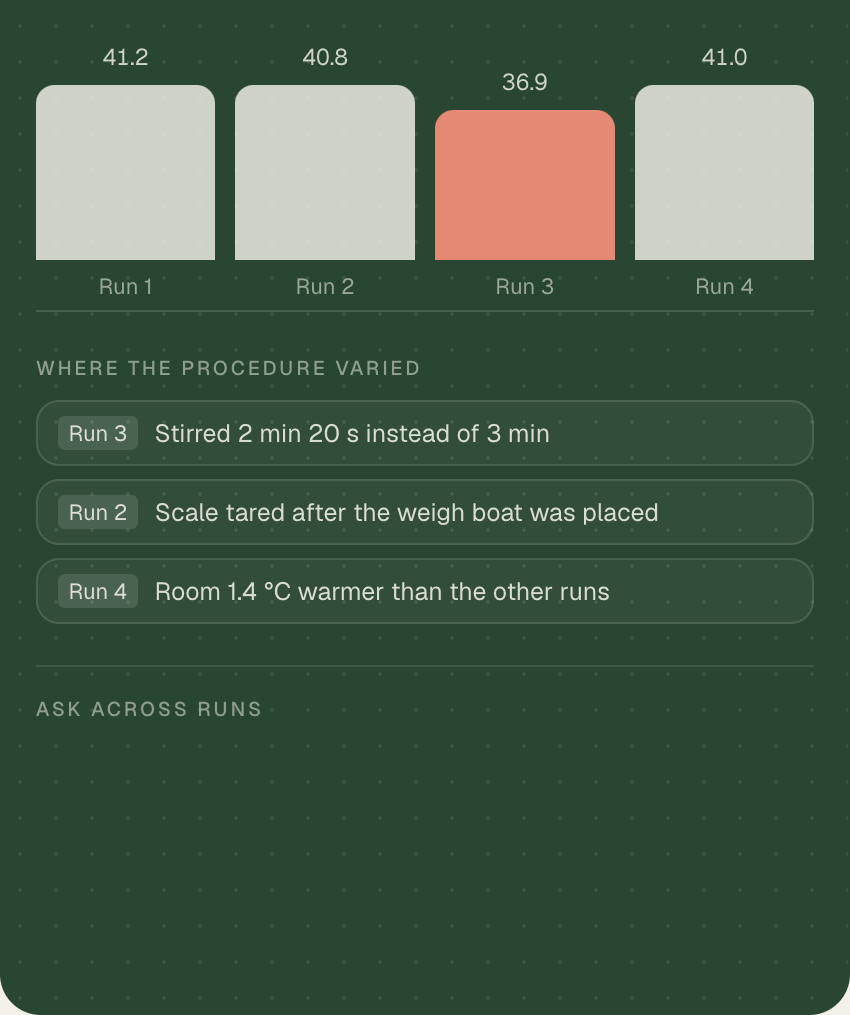 41.2
40.8
36.9
41.0
Run 1
Run 2
Run 3
Run 4
WHERE THE PROCEDURE VARIED
Run 3 Stirred 2 min 20 s instead of 3 min
Run 2 Scale tared after the weigh boat was placed
Run 4 Room 1.4 °C warmer than the other runs
ASK ACROSS RUNS